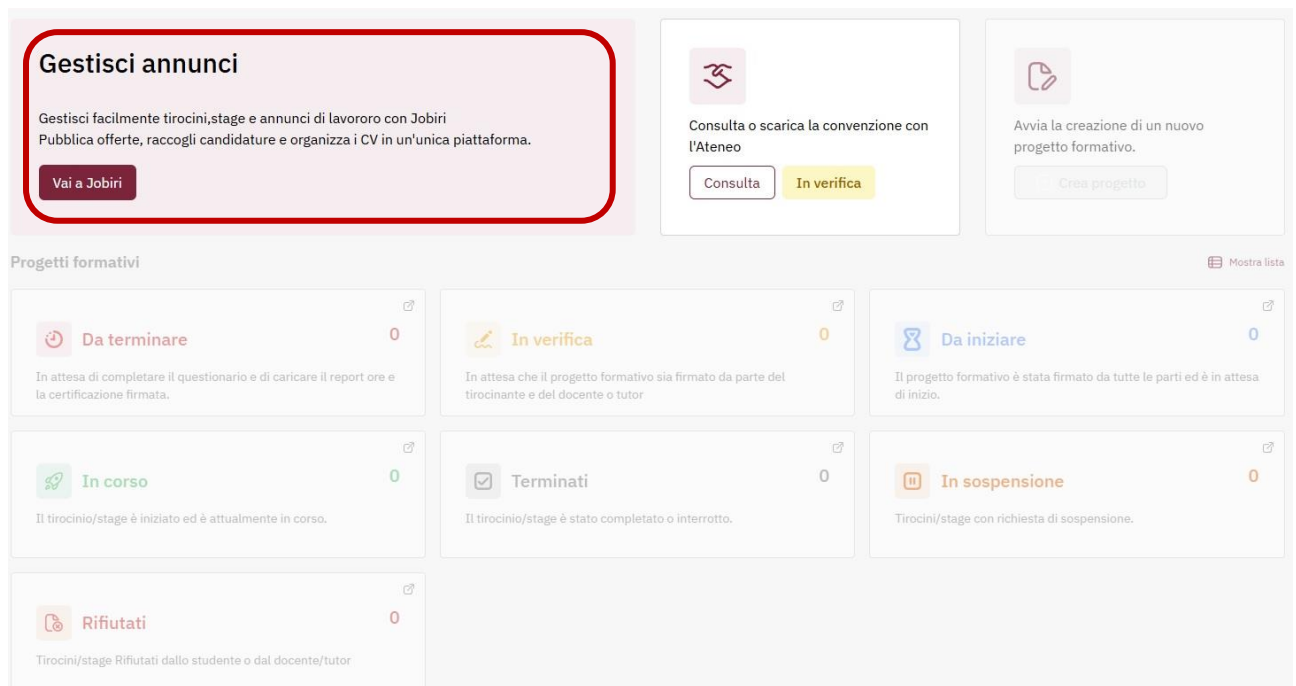 Gestisci annunci
Gestisci facilmente tirocini,stage e annunci di lavororo con Jobiri
Pubblica offerte, raccogli candidature e organizza i CV in un'unica piattaforma.
Vai a Jobiri
Consulta o scarica la convenzione con
l'Ateneo
Consulta
In verifica
Avvia la creazione di un nuovo
progetto formativo.
Crea progetto
Progetti formativi
Mostra lista
Da terminare
0
In attesa di completare il questionario e di caricare il report ore e
la certificazione firmata.
In verifica
0
In attesa che il progetto formativo sia firmato da parte del
tirocinante e del docente o tutor
Da iniziare
0
Il progetto formativo è stata firmato da tutte le parti ed è in attesa
di inizio.
In corso
0
Il tirocinio/stage è iniziato ed è attualmente in corso.
Terminati
0
Il tirocinio/stage è stato completato o interrotto.
In sospensione
0
Tirocini/stage con richiesta di sospensione.
Rifiutati
0
Tirocini/stage Rifiutati dallo studente o dal docente/tutor